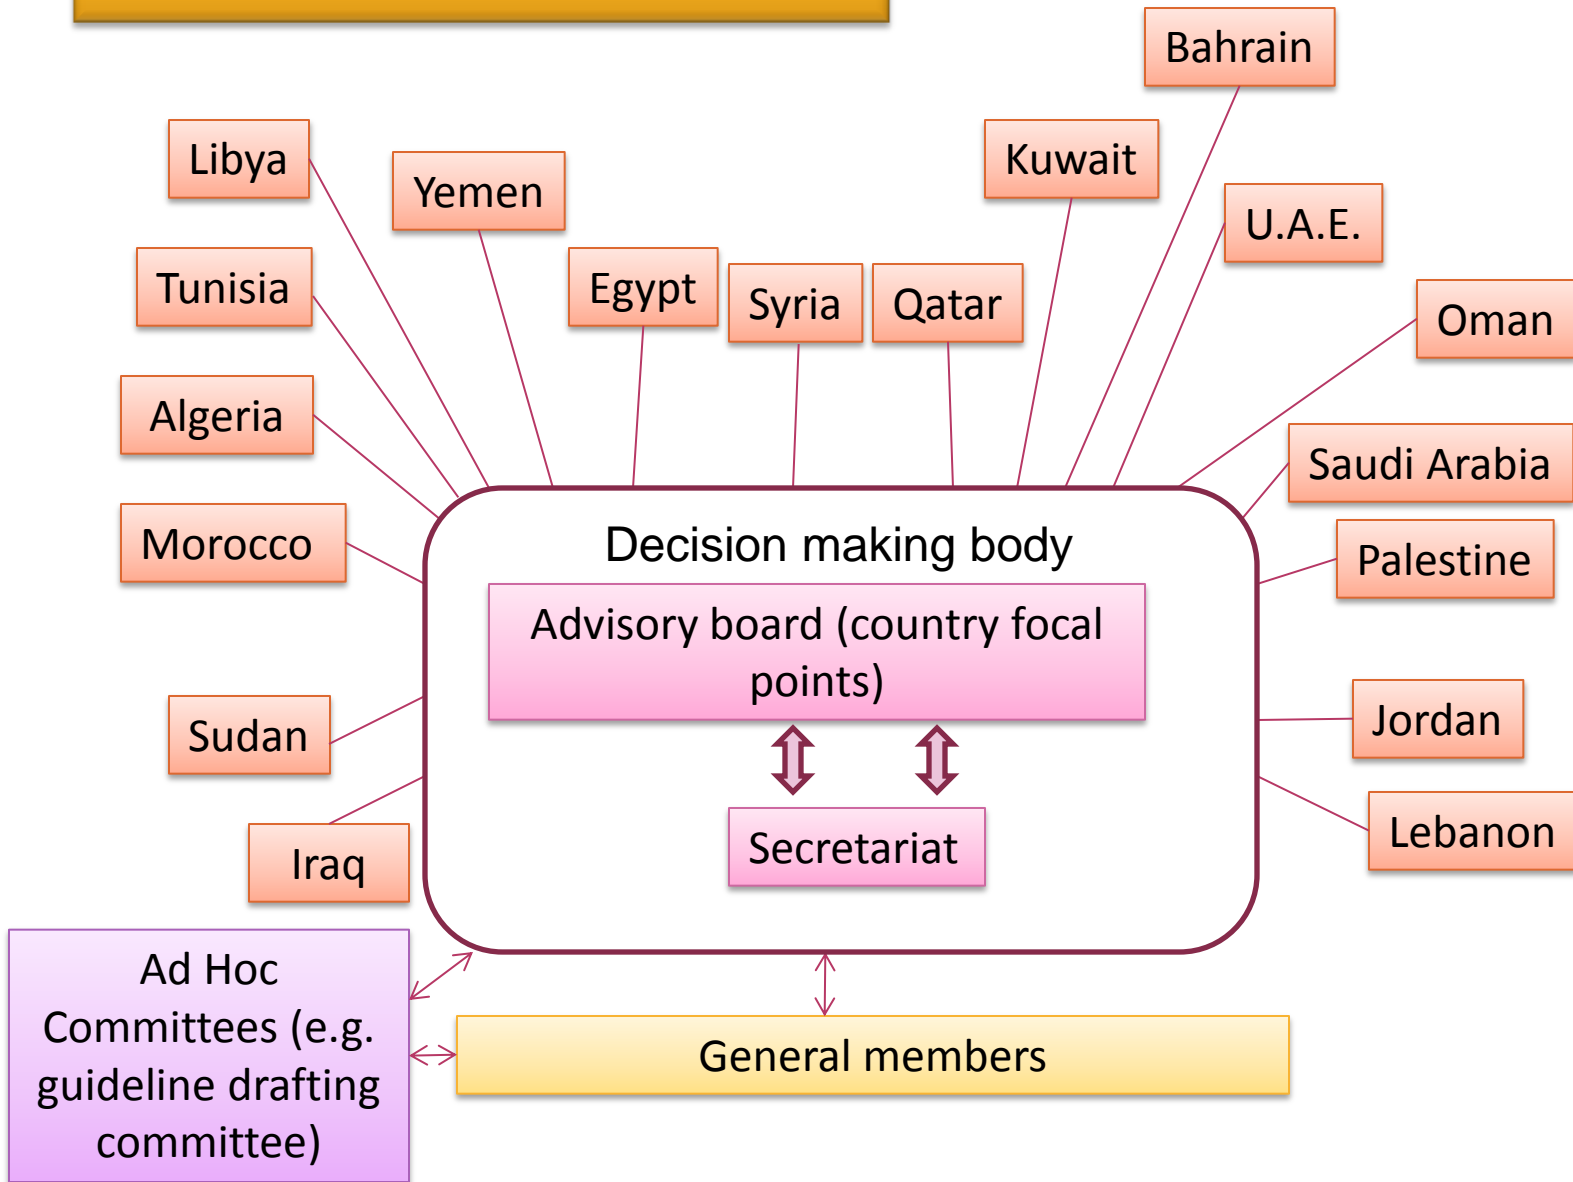 Bahrain
Libya
Kuwait
Yemen
U.A.E.
Tunisia
Egypt
Syria
Qatar
Oman
Algeria
Saudi Arabia
Morocco
Decision making body
Palestine
Advisory board (country focal
points)
Sudan
Jordan
Secretariat
Lebanon
Iraq
Ad Hoc
Committees (e.g.
guideline drafting
committee)
General members